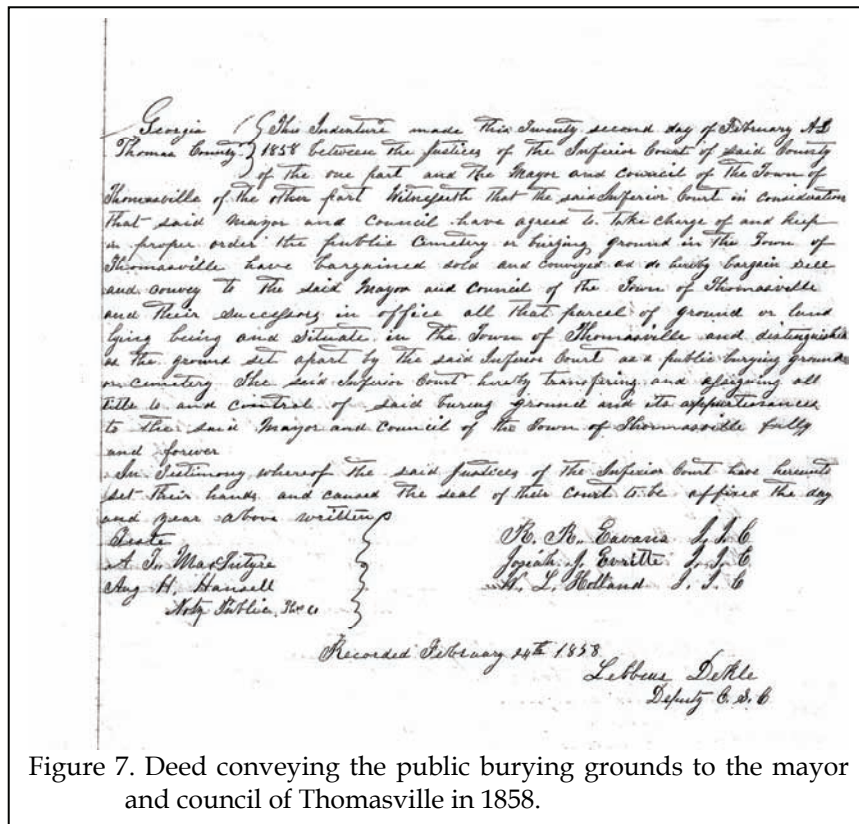 Georgia } This Indenture made this Twenty second day of February AD
Thomas County } 1858 between the Justices of the Inferior Court of said County
of the one part and the Mayor and council of the Town of
Thomasville of the other part Witnesseth that the said Inferior Court in consideration
that said Mayor and Council have agreed to take charge of and keep
in proper order the public Cemetery or burying ground in the Town of
Thomasville have bargained sold and conveyed as do hereby bargain sell
and convey to the said Mayor and Council of the Town of Thomasville
and their successors in office all that parcel of ground or land
lying being and situate in the Town of Thomasville and distinguished
as the ground set apart by the said Inferior Court as a public burying ground
or cemetery The said Inferior Court hereby transfering and assigning all
title to and control of said buring ground and its
to the said Mayor and Council of the Town of Thommasville fully
and forever
In Testimony whereof the said Justices of the Inferior Court have hereunto
set their hands and caused the seal of their Court to be affixed the day
and year above written
Teste
R. R. Eavans J. I. C
A T. MacIntyre
Josiah J. Evritte J. I. C
Aug H. Hansell
W. L. Holland J. I. C
Noty Public
Recorded February 24th 1858
Lebbeus Dekle
Deputy C. S. C
Figure 7. Deed conveying the public burying grounds to the mayor
and council of Thomasville in 1858.